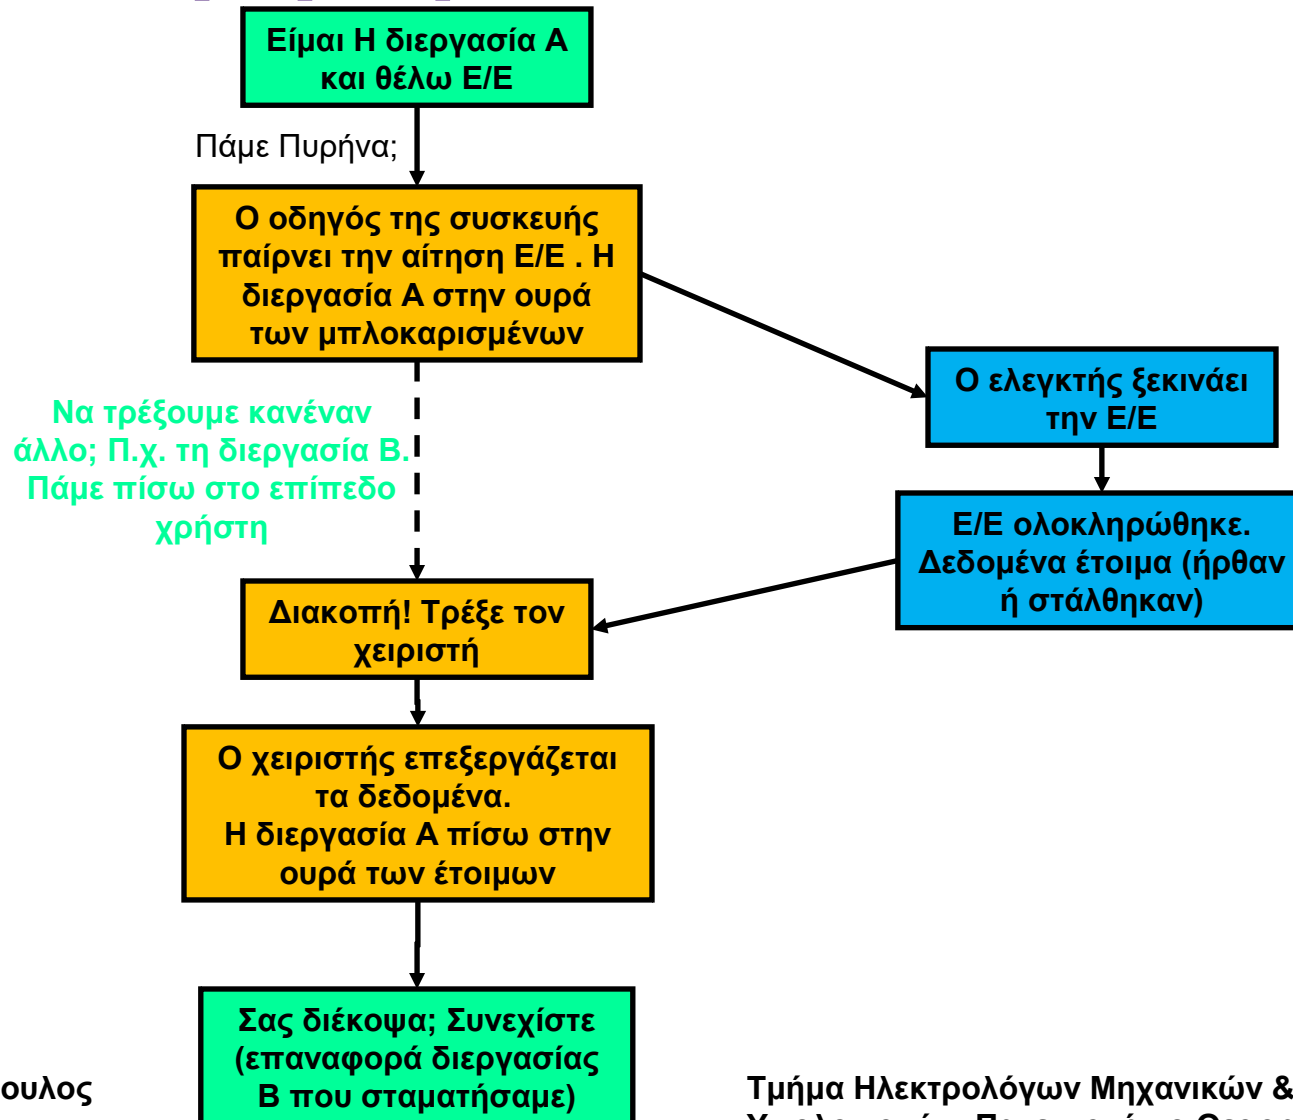 Είμαι Η διεργασία Α
και θέλω Ε/Ε
Πάμε Πυρήνα;
Ο οδηγός της συσκευής
παίρνει την αίτηση Ε/Ε . Η
διεργασία Α στην ουρά
των μπλοκαρισμένων
Να τρέξουμε κανέναν
άλλο; Π.χ. τη διεργασία Β.
Πάμε πίσω στο επίπεδο
χρήστη
Ο ελεγκτής ξεκινάει
την Ε/Ε
Ε/Ε ολοκληρώθηκε.
Δεδομένα έτοιμα (ήρθαν
ή στάλθηκαν)
Διακοπή! Τρέξε τον
χειριστή
Ο χειριστής επεξεργάζεται
τα δεδομένα.
Η διεργασία Α πίσω στην
ουρά των έτοιμων
Σας διέκοψα; Συνεχίστε
(επαναφορά διεργασίας
Β που σταματήσαμε)
ουλος
Τμήμα Ηλεκτρολόγων Μηχανικών &